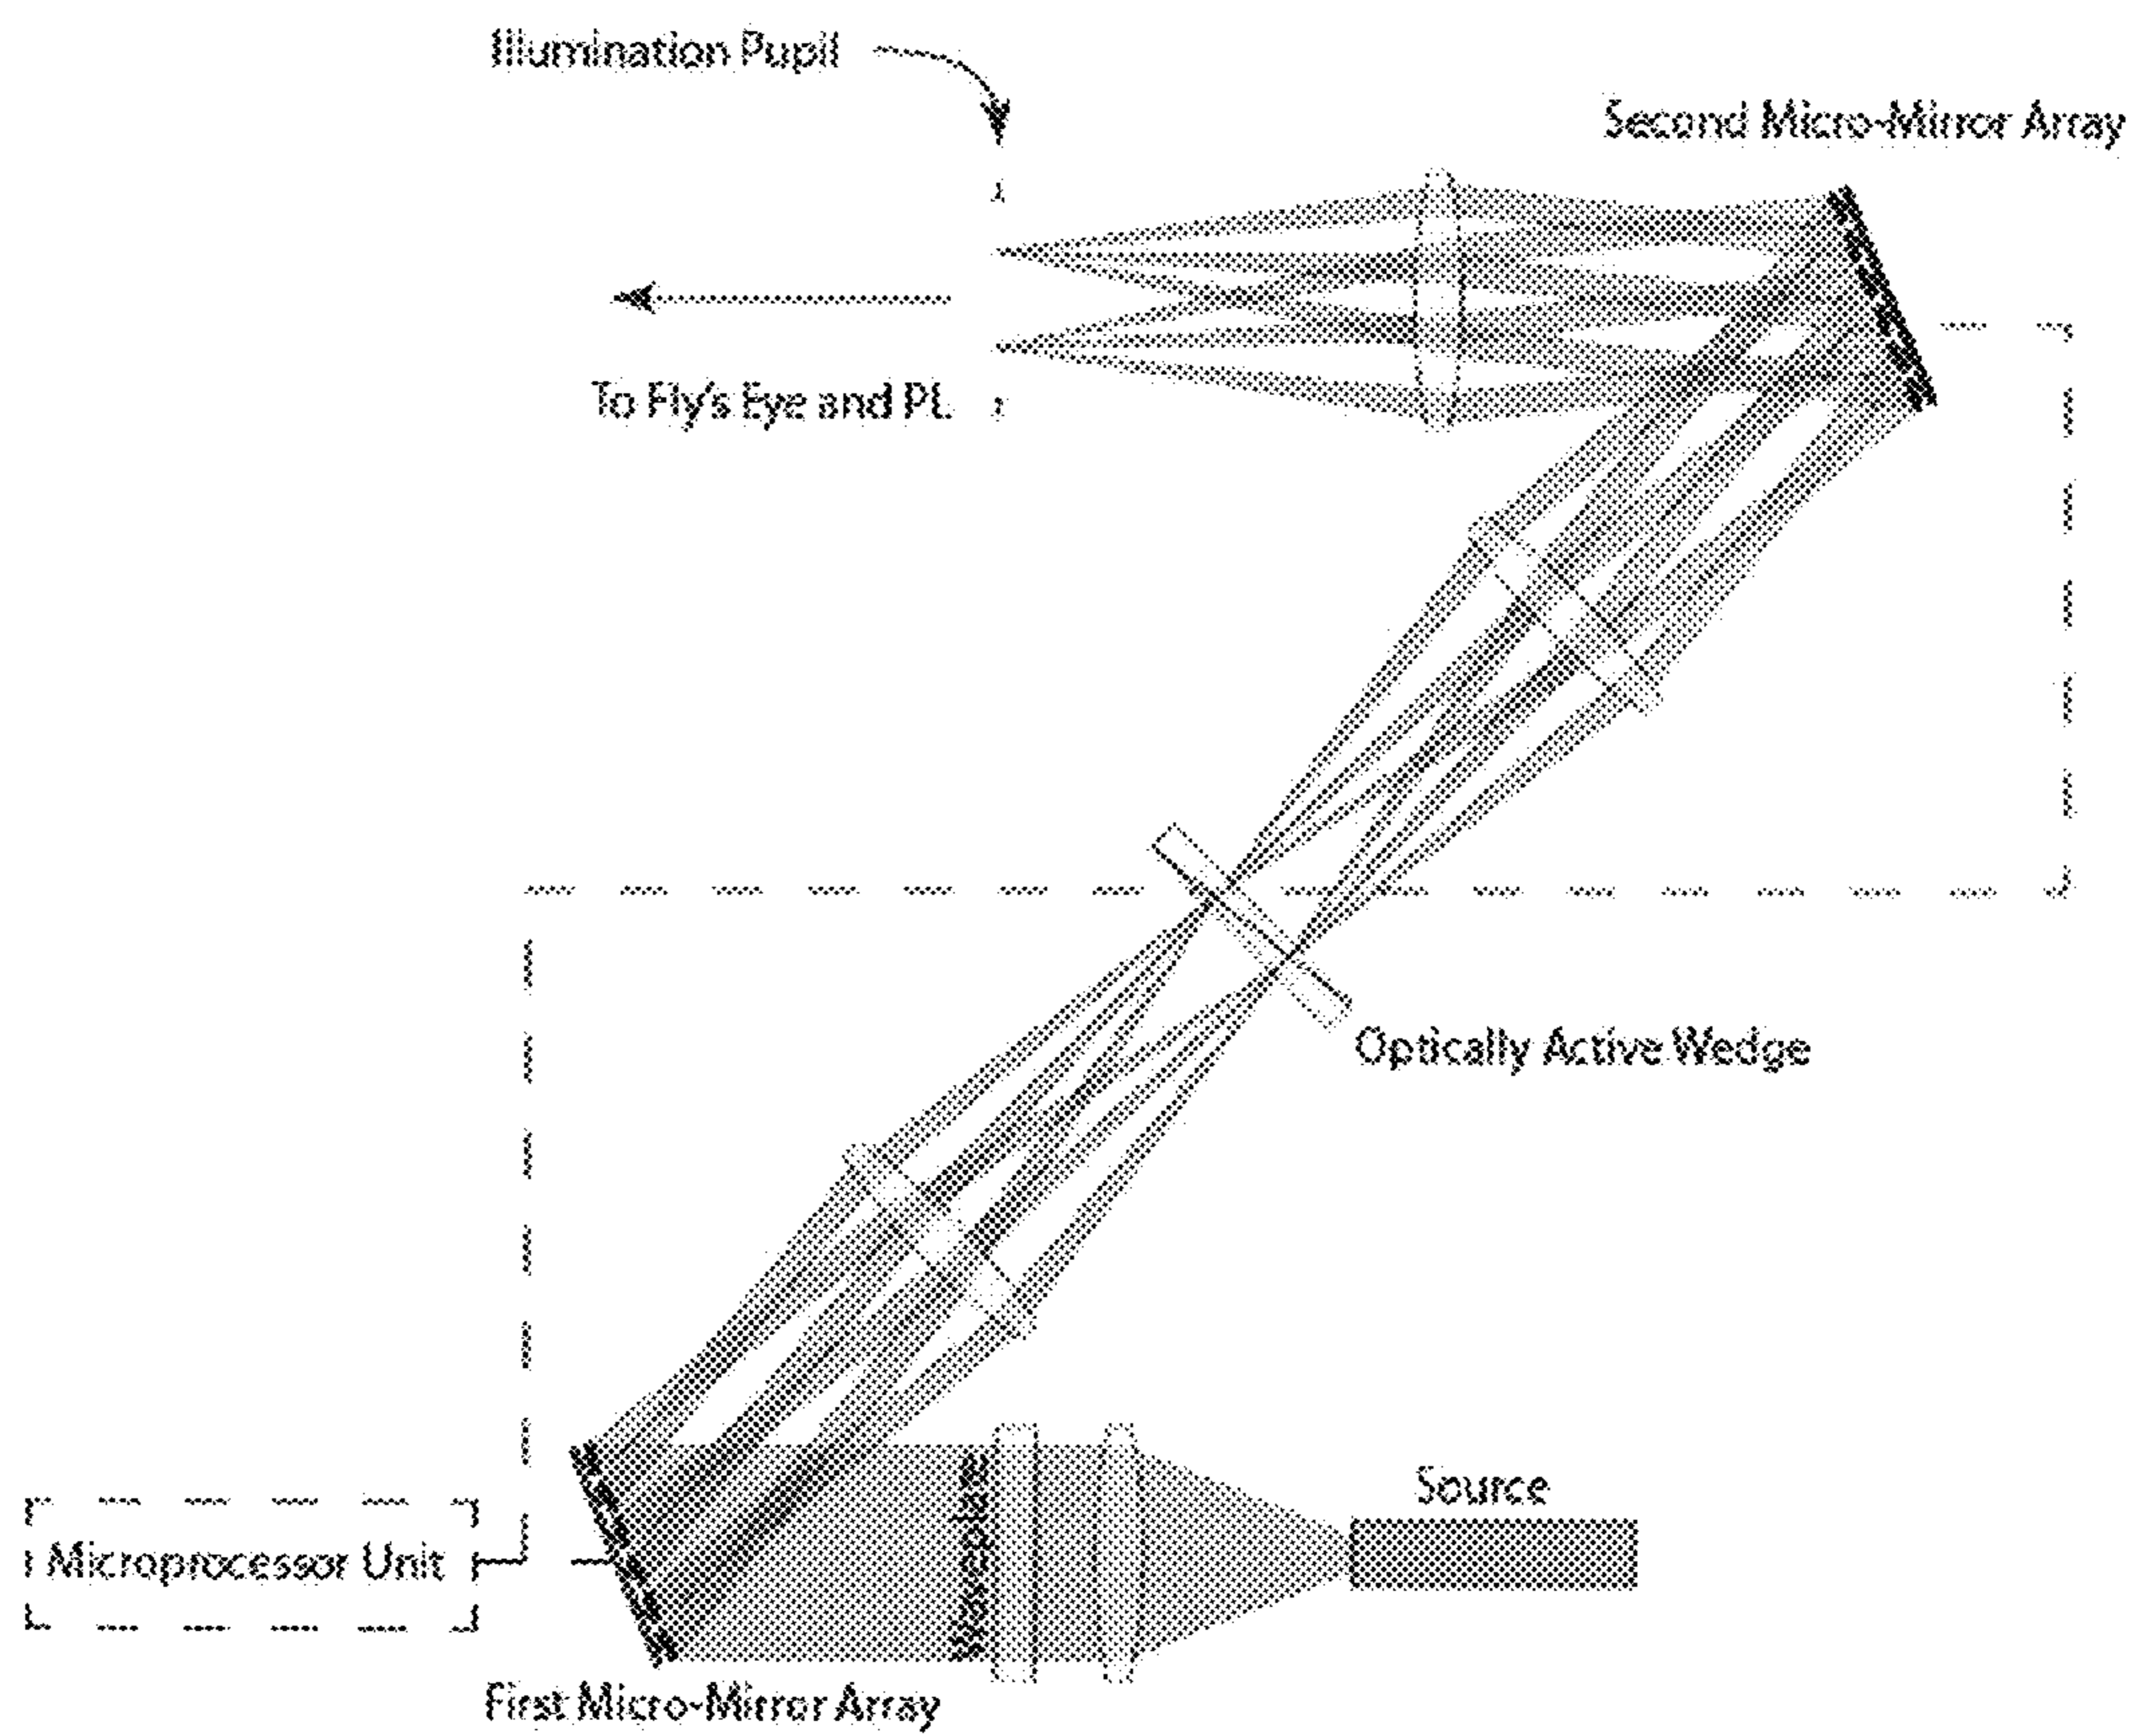 Illumination Pupil
Second Micro-Mirror Array
To Fly's Eye and PL
Optically Active Wedge
Source
Phaseplate
Microprocessor Unit
First Micro-Mirror Array